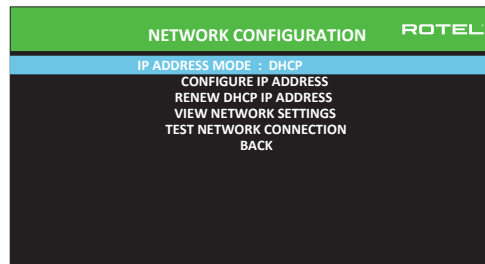 NETWORK CONFIGURATION
ROTEL
IP ADDRESS MODE : DHCP
CONFIGURE IP ADDRESS
RENEW DHCP IP ADDRESS
VIEW NETWORK SETTINGS
TEST NETWORK CONNECTION
BACK